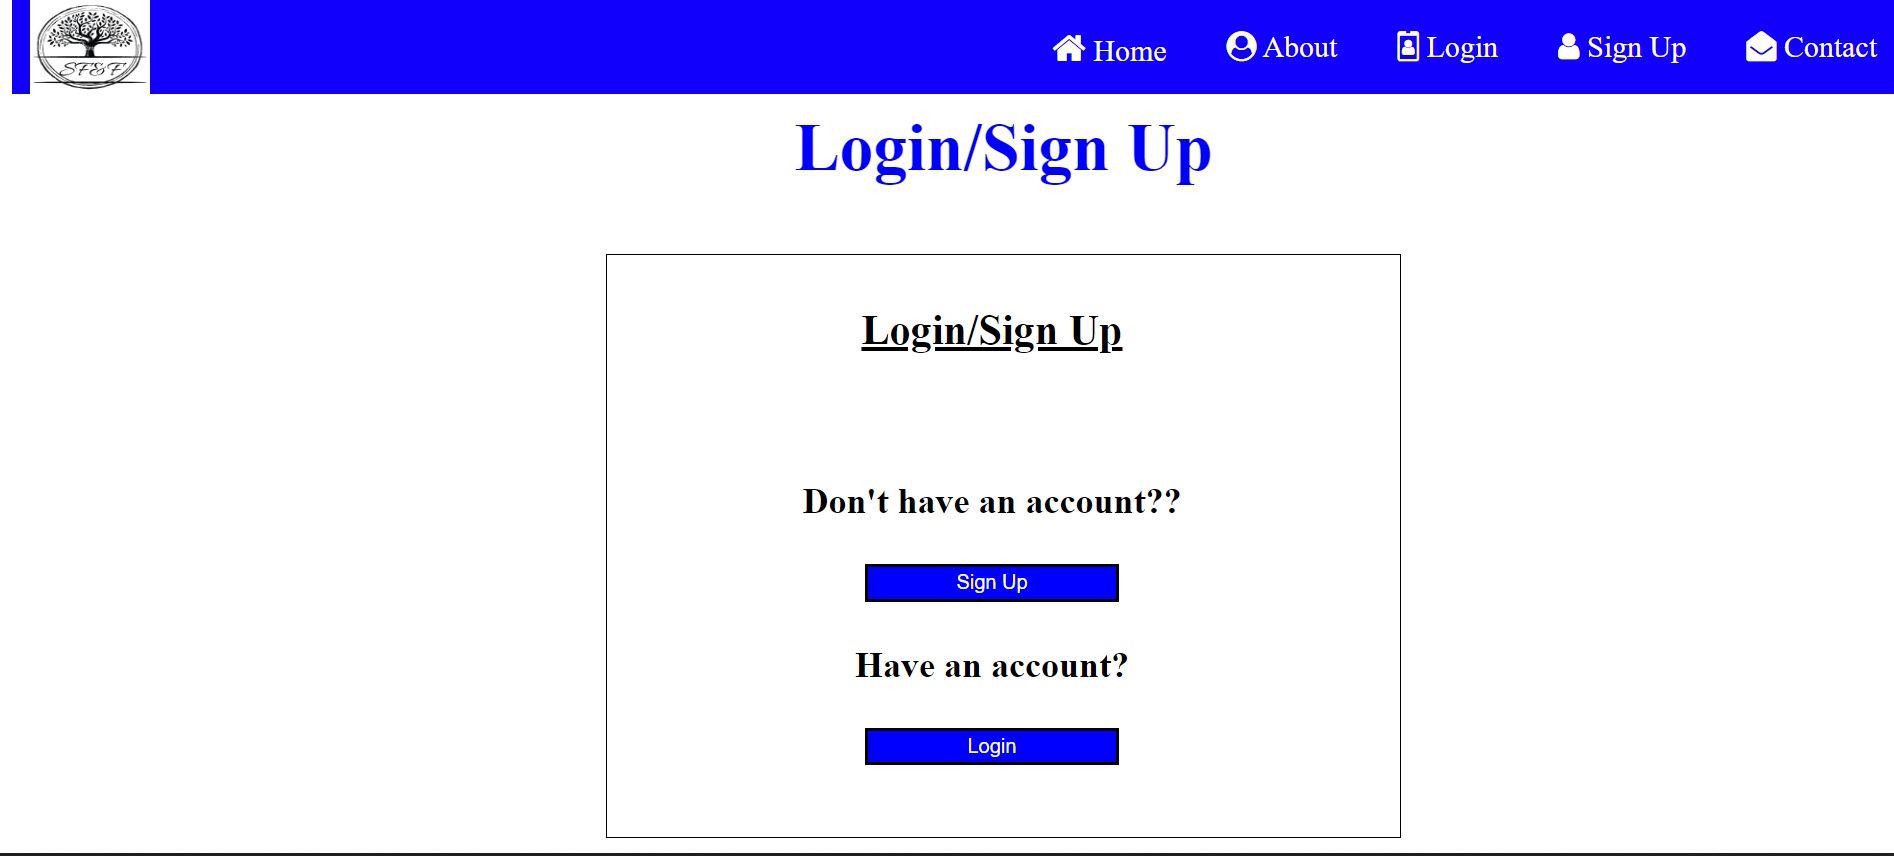 SF&F
Home About Login Sign Up Contact
Login/Sign Up
Login/Sign Up
Don't have an account??
Sign Up
Have an account?
Login